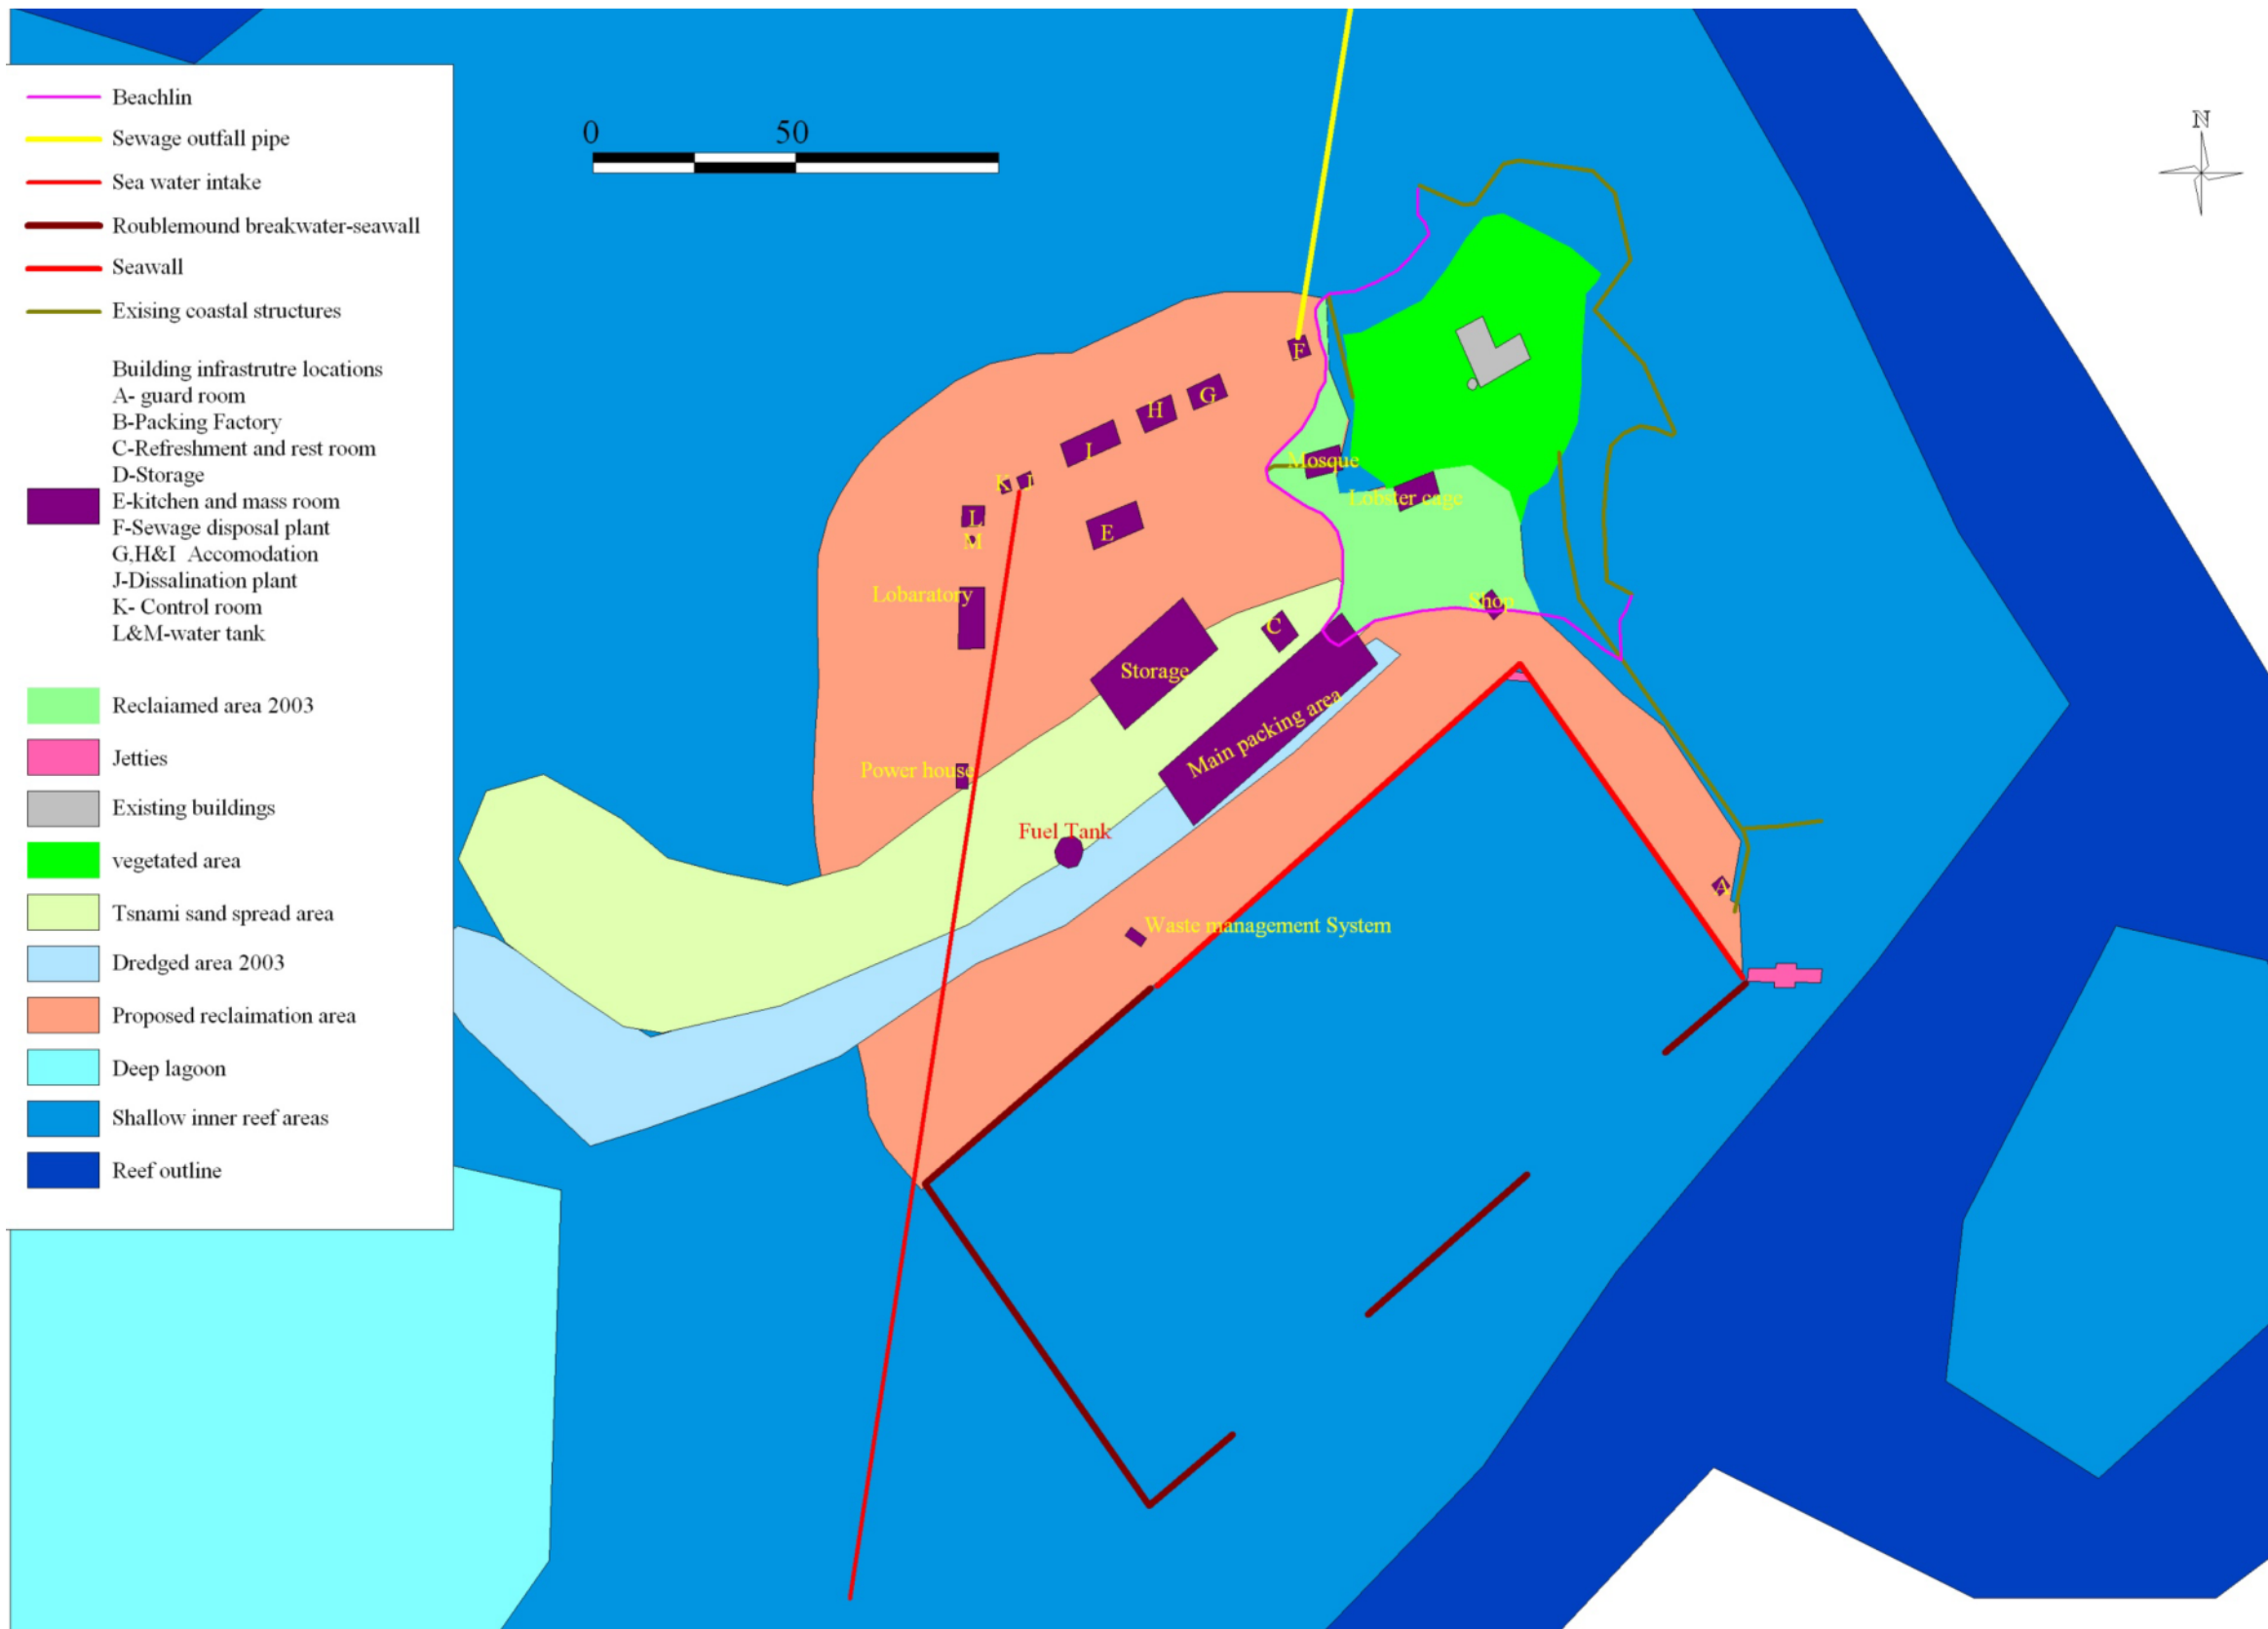 Beachlin
Sewage outfall pipe
Sea water intake
Roublemound breakwater-seawall
Seawall
Exising coastal structures
Building infrastrutre locations
A- guard room
B-Packing Factory
C-Refreshment and rest room
D-Storage
E-kitchen and mass room
F-Sewage disposal plant
G,H&I  Accomodation
J-Dissalination plant
K- Control room
L&M-water tank
Reclaiamed area 2003
Jetties
Existing buildings
vegetated area
Tsnami sand spread area
Dredged area 2003
Proposed reclaimation area
Deep lagoon
Shallow inner reef areas
Reef outline
0 50
N
F
G
H
I
K J
Mosque
Lobster cage
L
E
M
Lobaratory
Shop
C
Storage
Main packing area
Power house
Fuel Tank
A
Waste management System